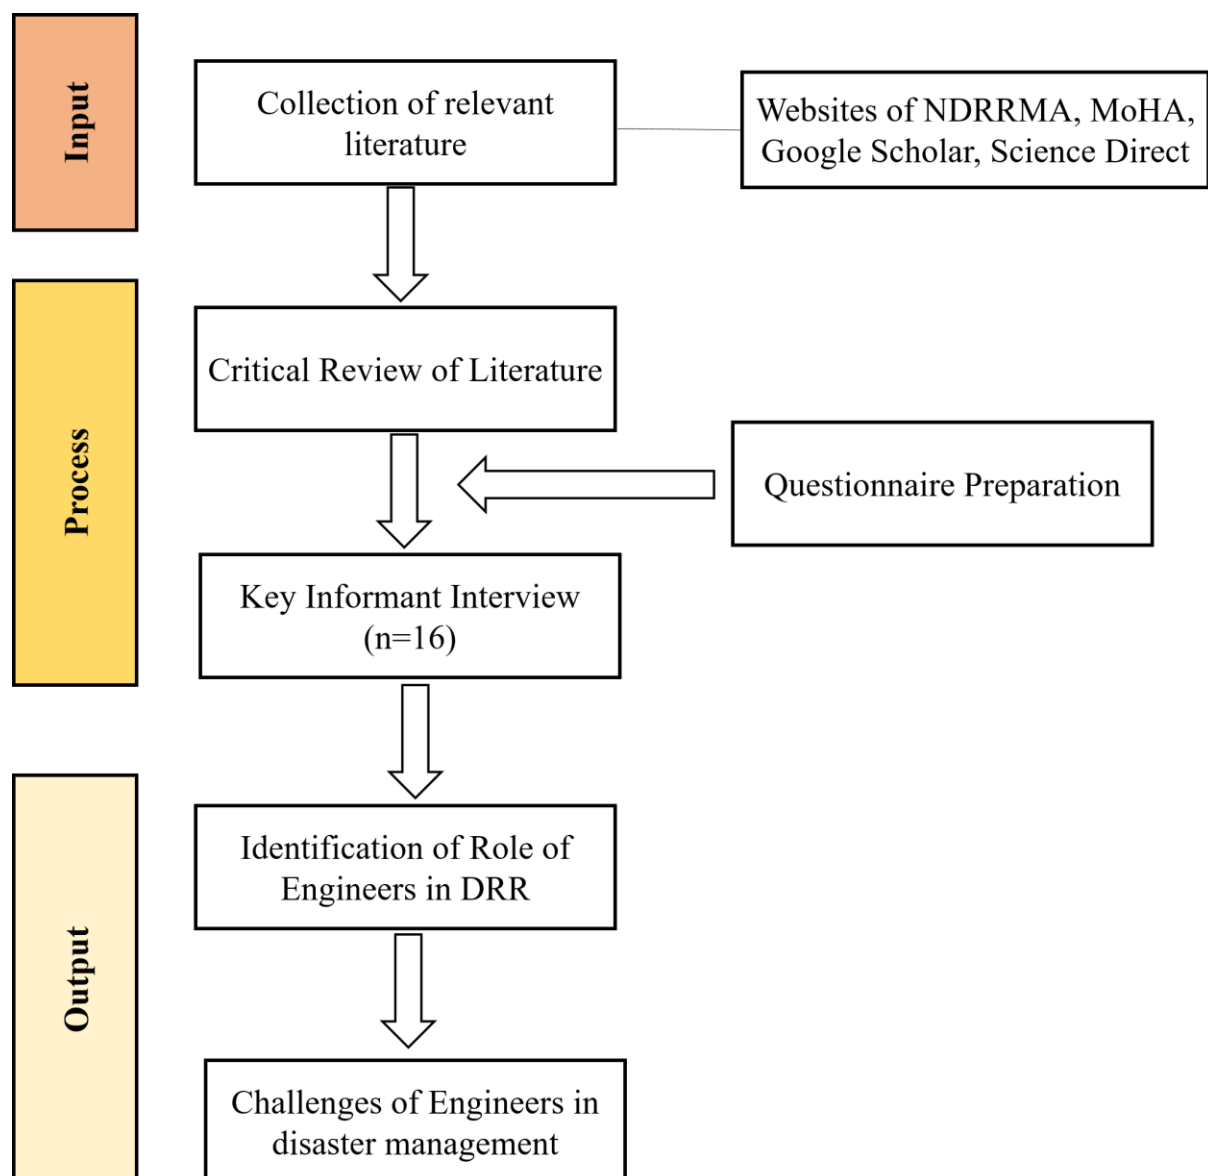 Input
Collection of relevant
literature
Websites of NDRRMA, MoHA,
Google Scholar, Science Direct
Process
Critical Review of Literature
Questionnaire Preparation
Key Informant Interview
(n=16)
Output
Identification of Role of
Engineers in DRR
Challenges of Engineers in
disaster management